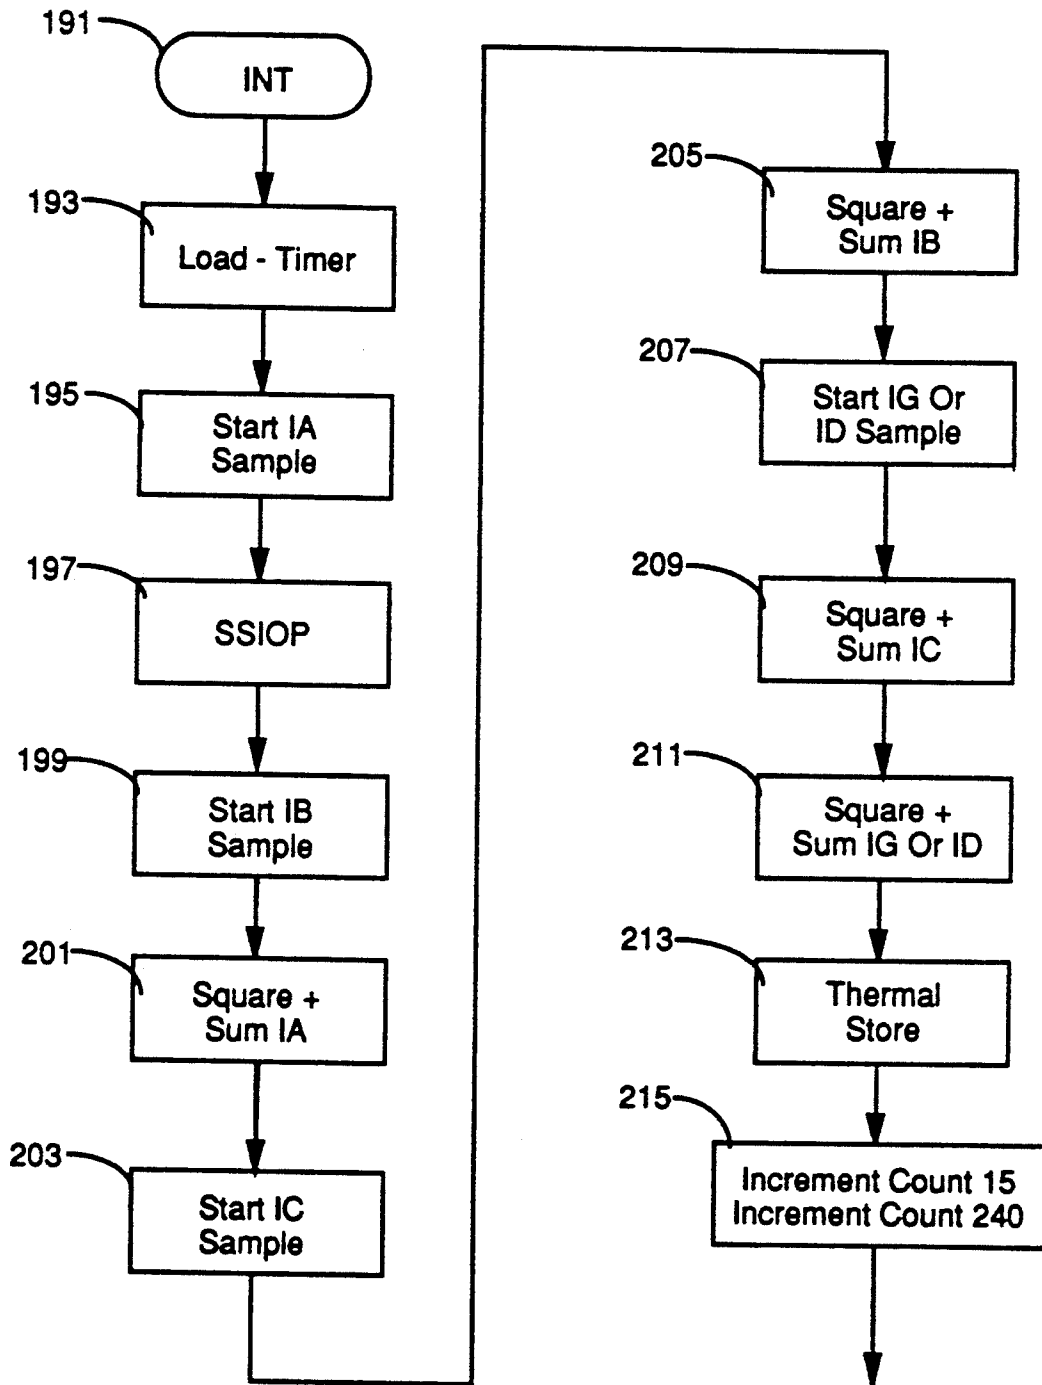 191
INT
193
Load - Timer
195
Start IA
Sample
197
SSIOP
199
Start IB
Sample
201
Square +
Sum IA
203
Start IC
Sample
205
Square +
Sum IB
207
Start IG Or
ID Sample
209
Square +
Sum IC
211
Square +
Sum IG Or ID
213
Thermal
Store
215
Increment Count 15
Increment Count 240